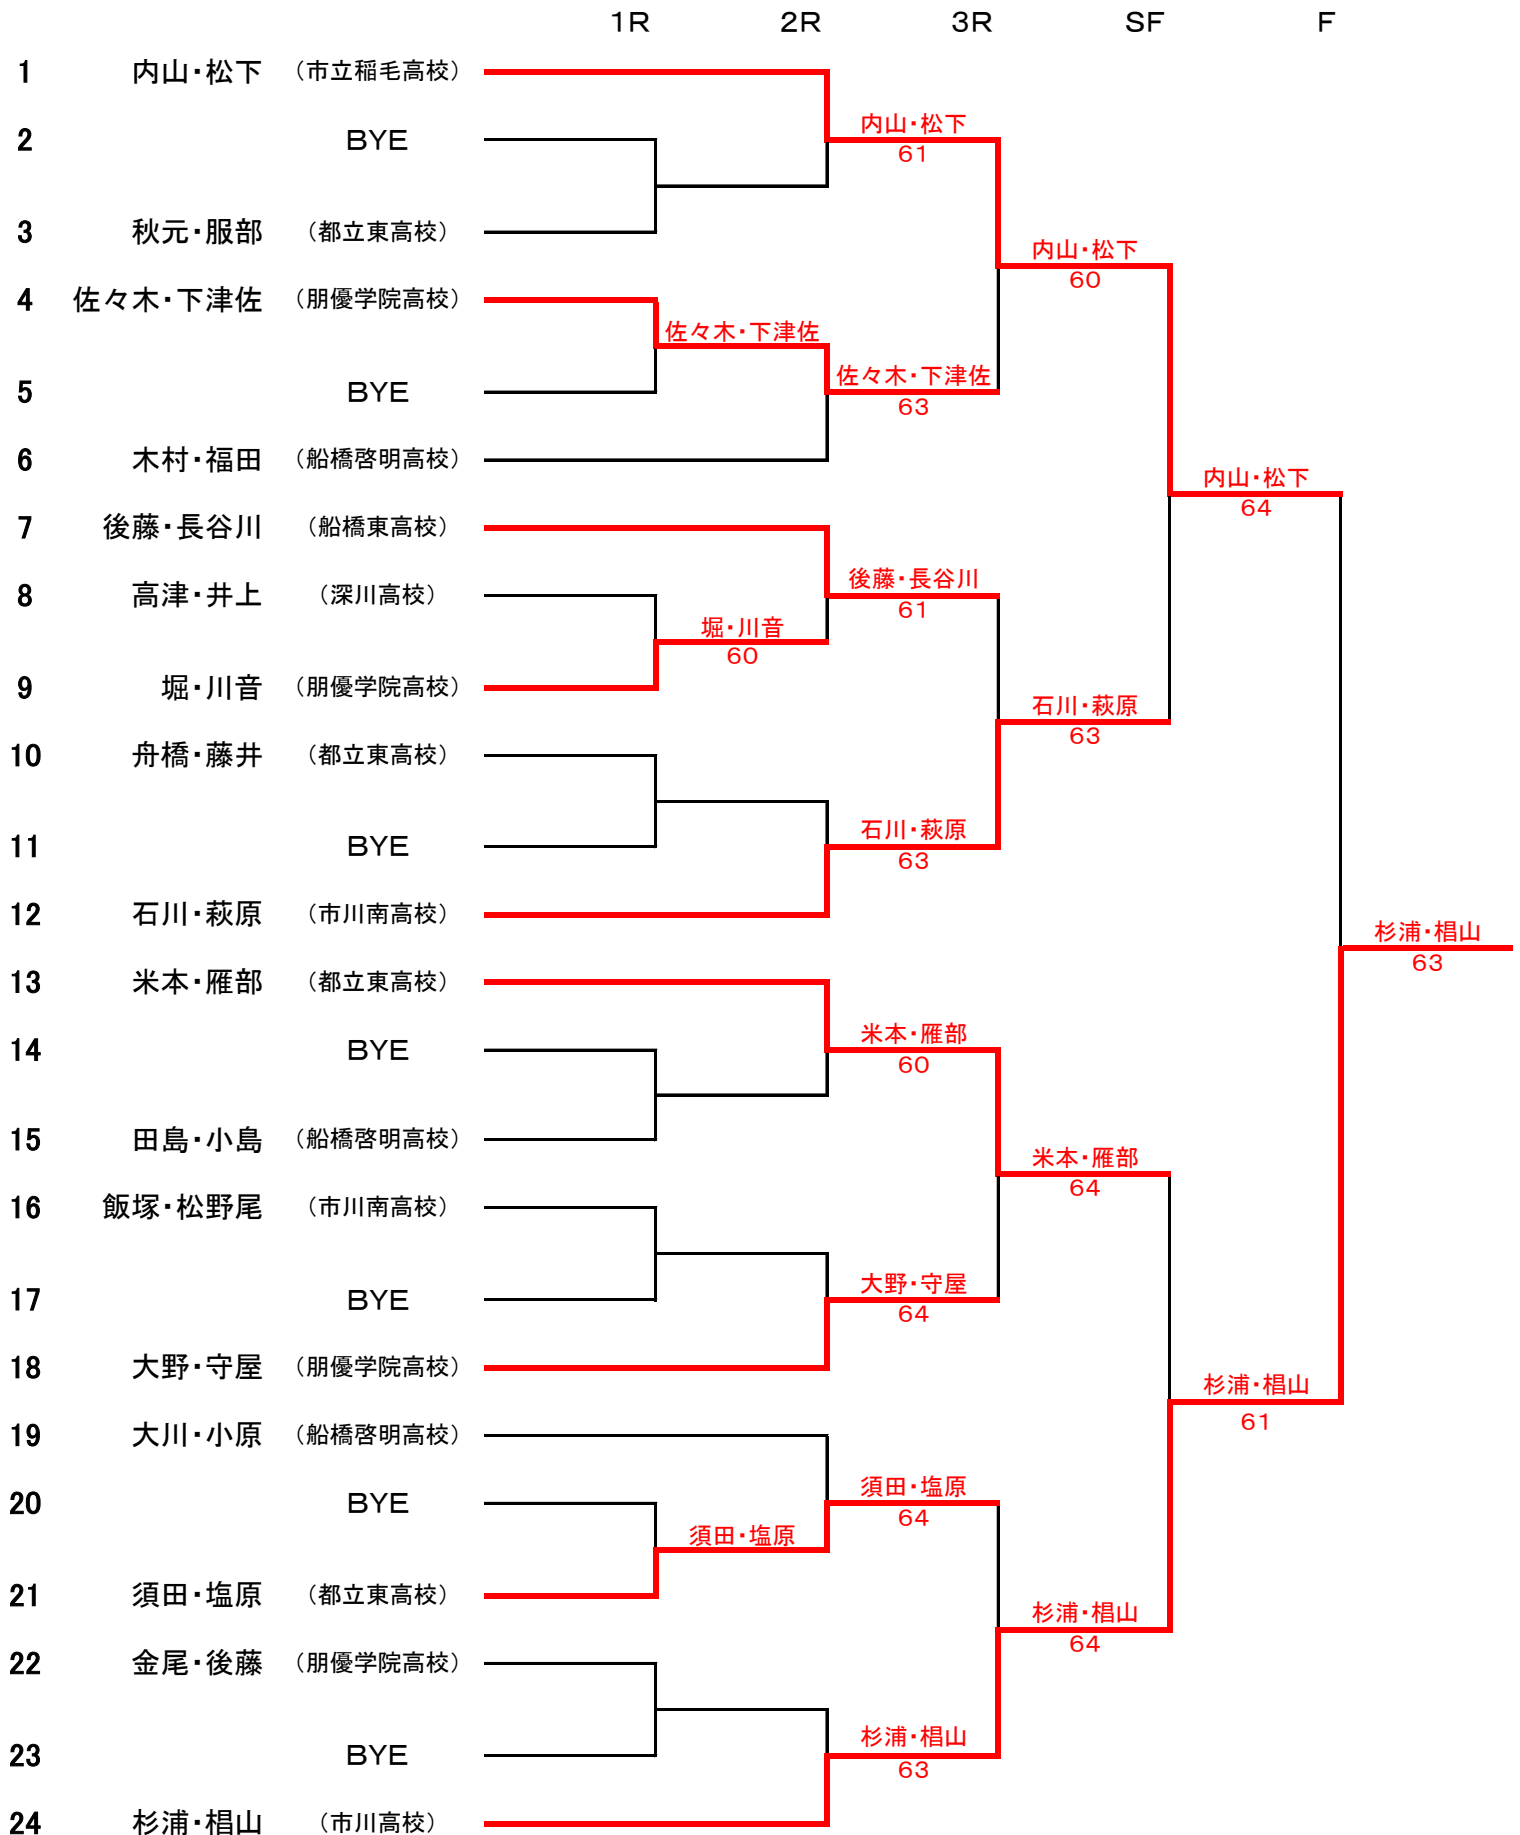 1R 2R 3R SF F
1 内山・松下 （市立稲毛高校）
内山・松下
2 BYE
61
3 秋元・服部 （都立東高校）
内山・松下
60
4 佐々木・下津佐 （朋優学院高校）
佐々木・下津佐
佐々木・下津佐
5 BYE
63
6 木村・福田 （船橋啓明高校）
内山・松下
64
7 後藤・長谷川 （船橋東高校）
後藤・長谷川
8 高津・井上 （深川高校）
61
堀・川音
60
9 堀・川音 （朋優学院高校）
石川・萩原
63
10 舟橋・藤井 （都立東高校）
石川・萩原
11 BYE
63
12 石川・萩原 （市川南高校）
杉浦・椙山
63
13 米本・雁部 （都立東高校）
米本・雁部
14 BYE
60
15 田島・小島 （船橋啓明高校）
米本・雁部
64
16 飯塚・松野尾 （市川南高校）
大野・守屋
17 BYE
64
18 大野・守屋 （朋優学院高校）
杉浦・椙山
61
19 大川・小原 （船橋啓明高校）
須田・塩原
20 BYE
64
須田・塩原
21 須田・塩原 （都立東高校）
杉浦・椙山
64
22 金尾・後藤 （朋優学院高校）
杉浦・椙山
23 BYE
63
24 杉浦・椙山 （市川高校）